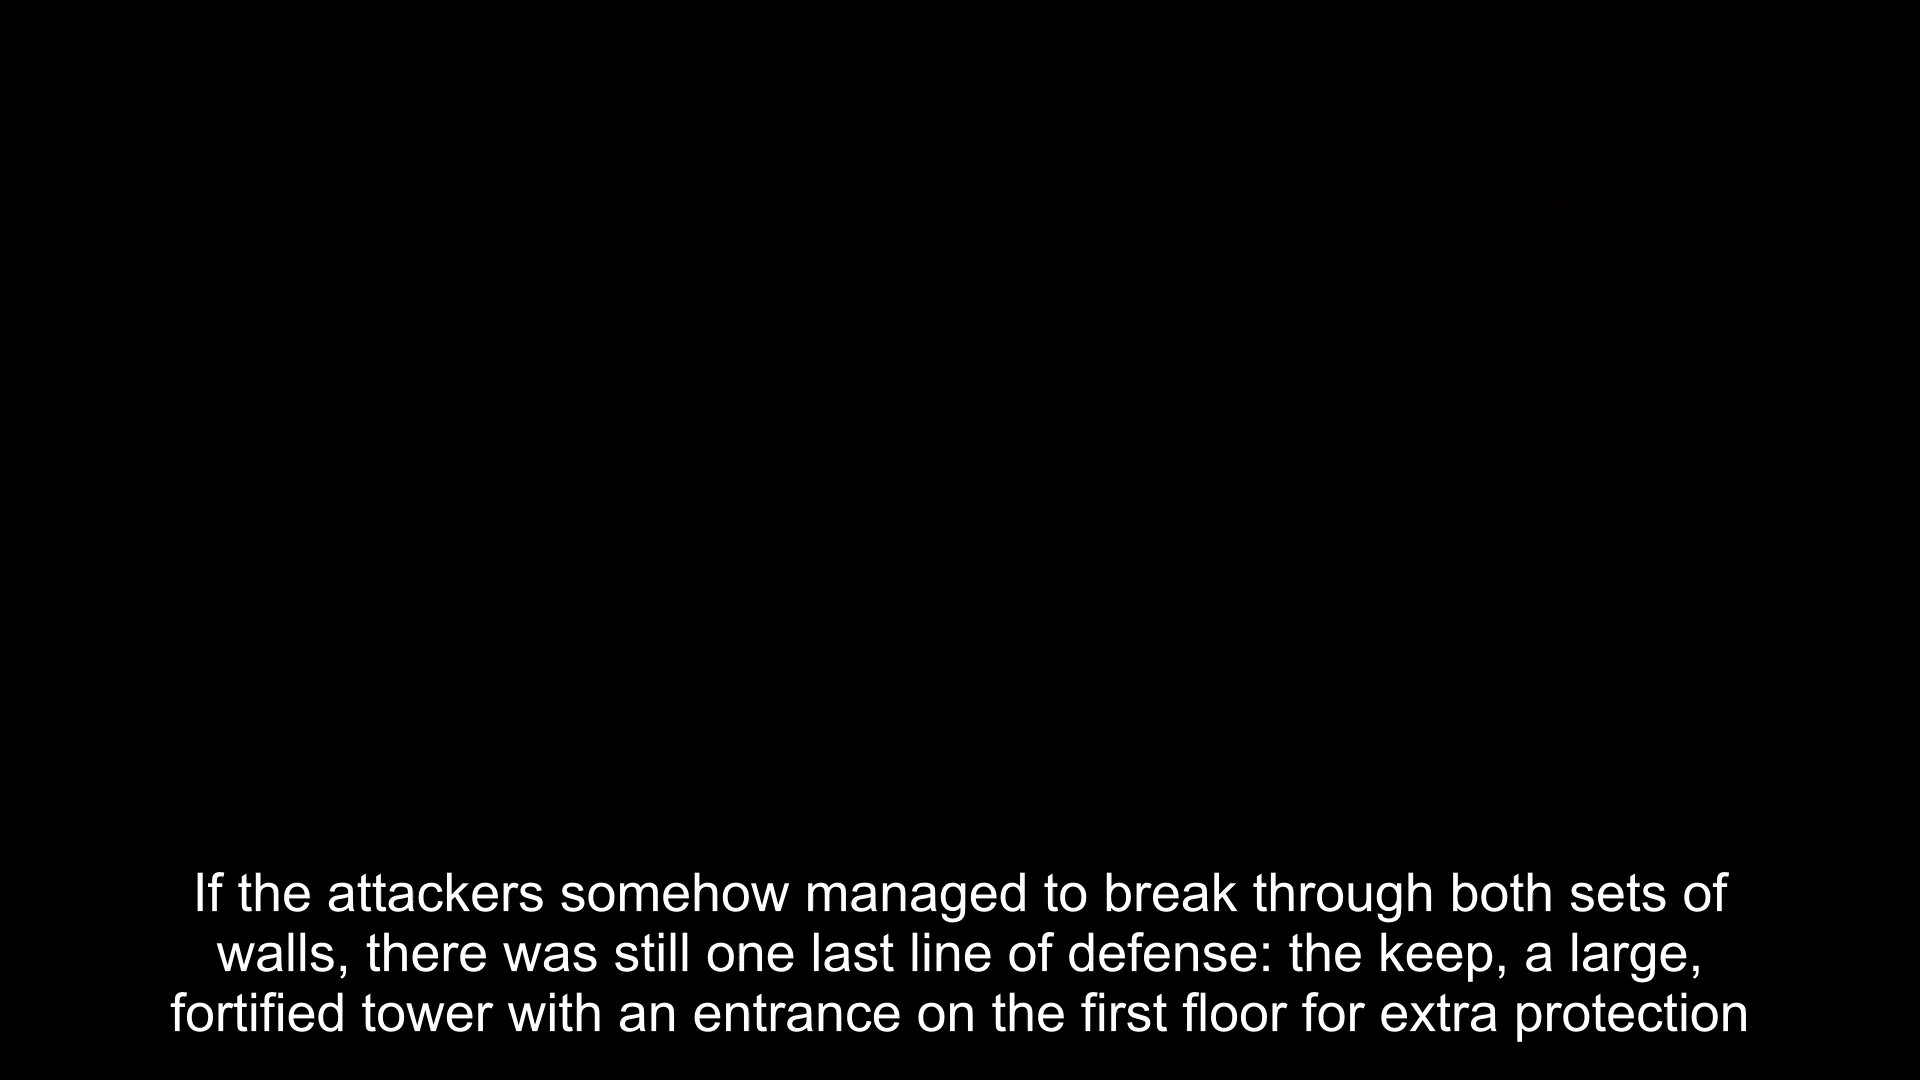 If the attackers somehow managed to break through both sets of
walls, there was still one last line of defense: the keep, a large,
fortified tower with an entrance on the first floor for extra protection